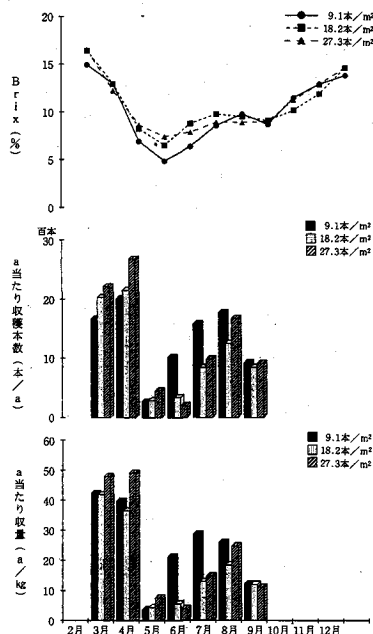 9.1本/m²
18.2本/m²
27.3本/m²
20
15
10
5
0
Brix(%)
百本
9.1本/m²
18.2本/m²
27.3本/m²
30
20
10
0
a当たり収穫本数(本/a)
9.1本/m²
18.2本/m²
27.3本/m²
60
50
40
30
20
10
0
a当たり収量(a/kg)
2月 3月 4月 5月 6月 7月 8月 9月 10月 11月 12月